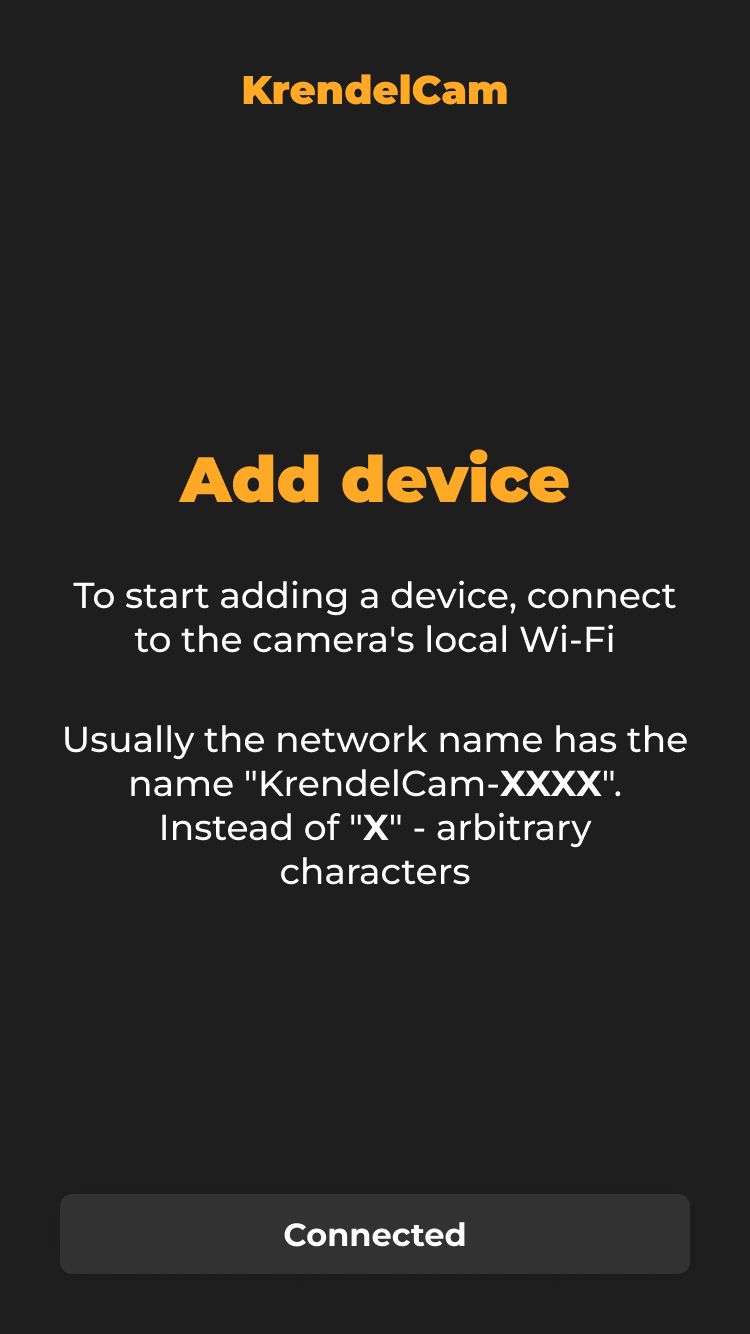 KrendelCam
Add device
To start adding a device, connect
to the camera's local Wi-Fi
Usually the network name has the
name "KrendelCam-XXXX".
Instead of "X" - arbitrary
characters
Connected